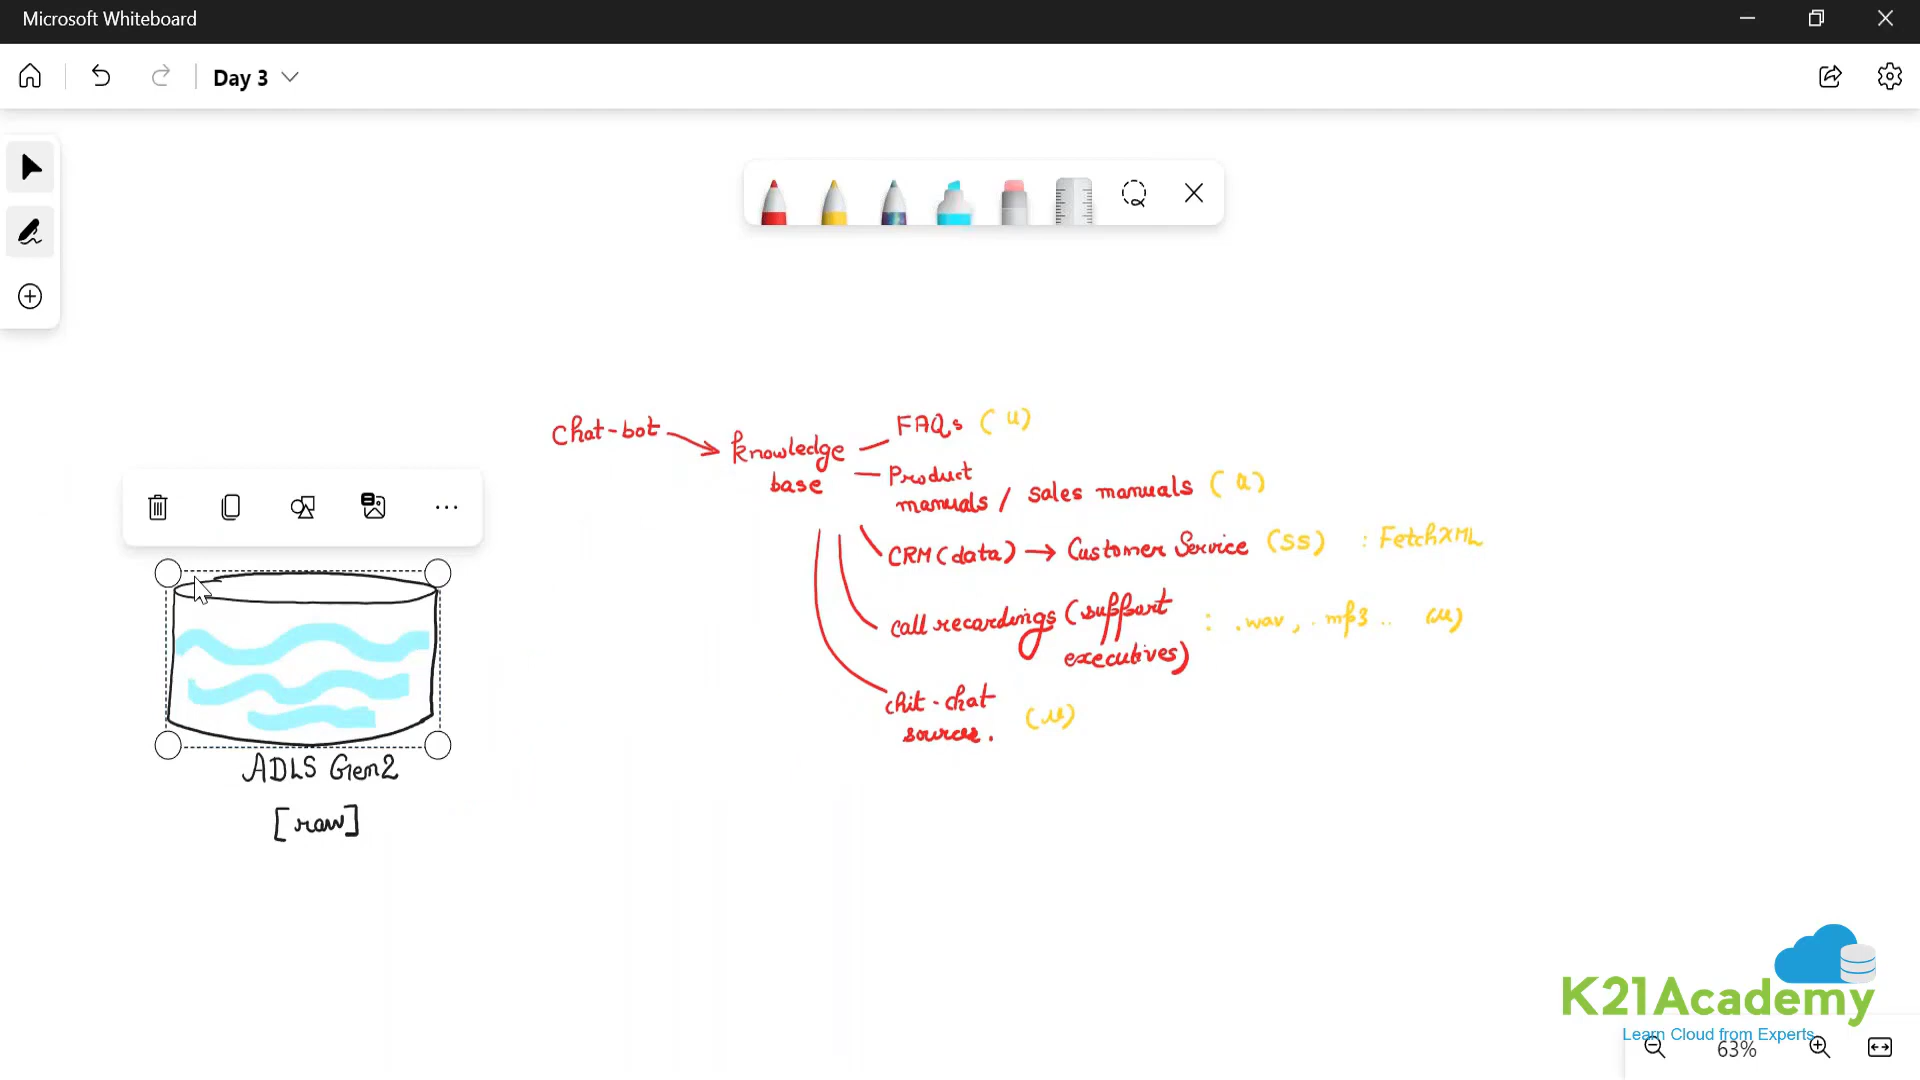 Microsoft Whiteboard
Day 3
Chat-bot
knowledge
base
FAQs (u)
Product
manuals / sales manuals (u)
CRM (data) → Customer Service (SS) : FetchXML
call recordings (support
executives) : .wav, .mp3 .. (u)
chit-chat
sources. (u)
ADLS Gen2
[raw]
K21Academy
Learn Cloud from Experts
63%